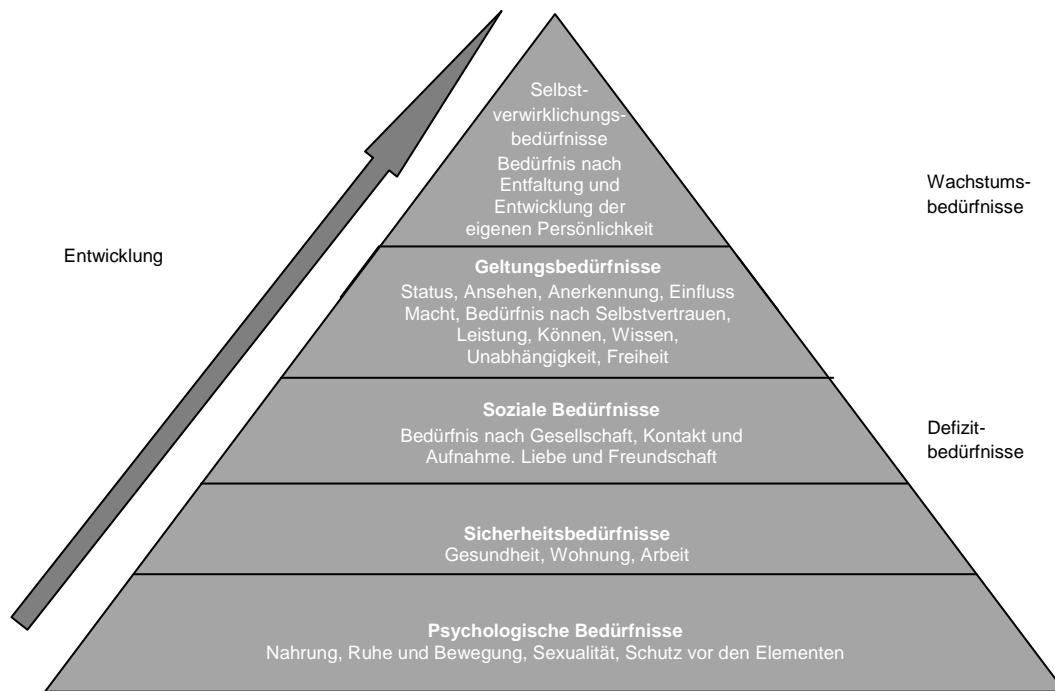 Selbst-
verwirklichungs-
bedürfnisse
Bedürfnis nach
Entfaltung und
Entwicklung der
eigenen Persönlichkeit
Wachstums-
bedürfnisse
Entwicklung
Geltungsbedürfnisse
Status, Ansehen, Anerkennung, Einfluss
Macht, Bedürfnis nach Selbstvertrauen,
Leistung, Können, Wissen,
Unabhängigkeit, Freiheit
Soziale Bedürfnisse
Bedürfnis nach Gesellschaft, Kontakt und
Aufnahme. Liebe und Freundschaft
Defizit-
bedürfnisse
Sicherheitsbedürfnisse
Gesundheit, Wohnung, Arbeit
Psychologische Bedürfnisse
Nahrung, Ruhe und Bewegung, Sexualität, Schutz vor den Elementen